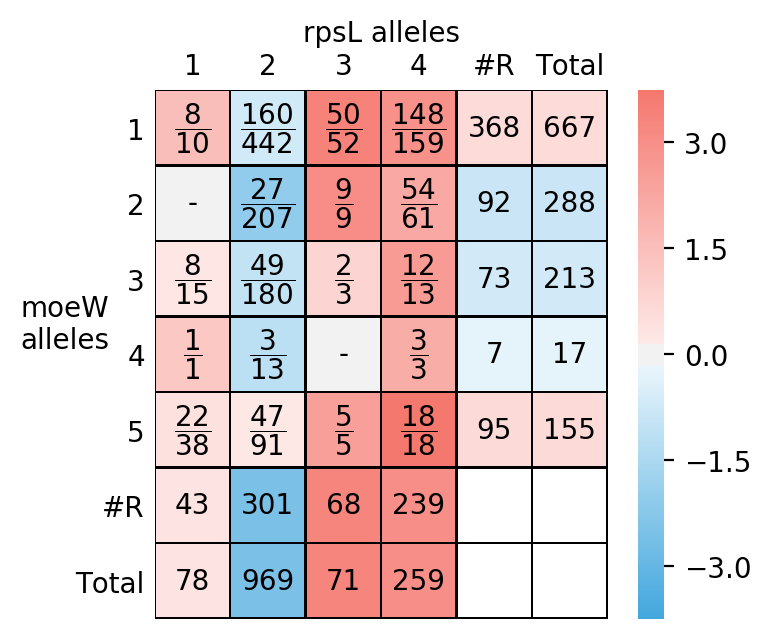 rpsL alleles
1 2 3 4 #R Total
1 8/10 160/442 50/52 148/159 368 667
2 - 27/207 9/9 54/61 92 288
3 8/15 49/180 2/3 12/13 73 213
moeW
alleles
4 1/1 3/13 - 3/3 7 17
5 22/38 47/91 5/5 18/18 95 155
#R 43 301 68 239
Total 78 969 71 259
3.0
1.5
0.0
−1.5
−3.0